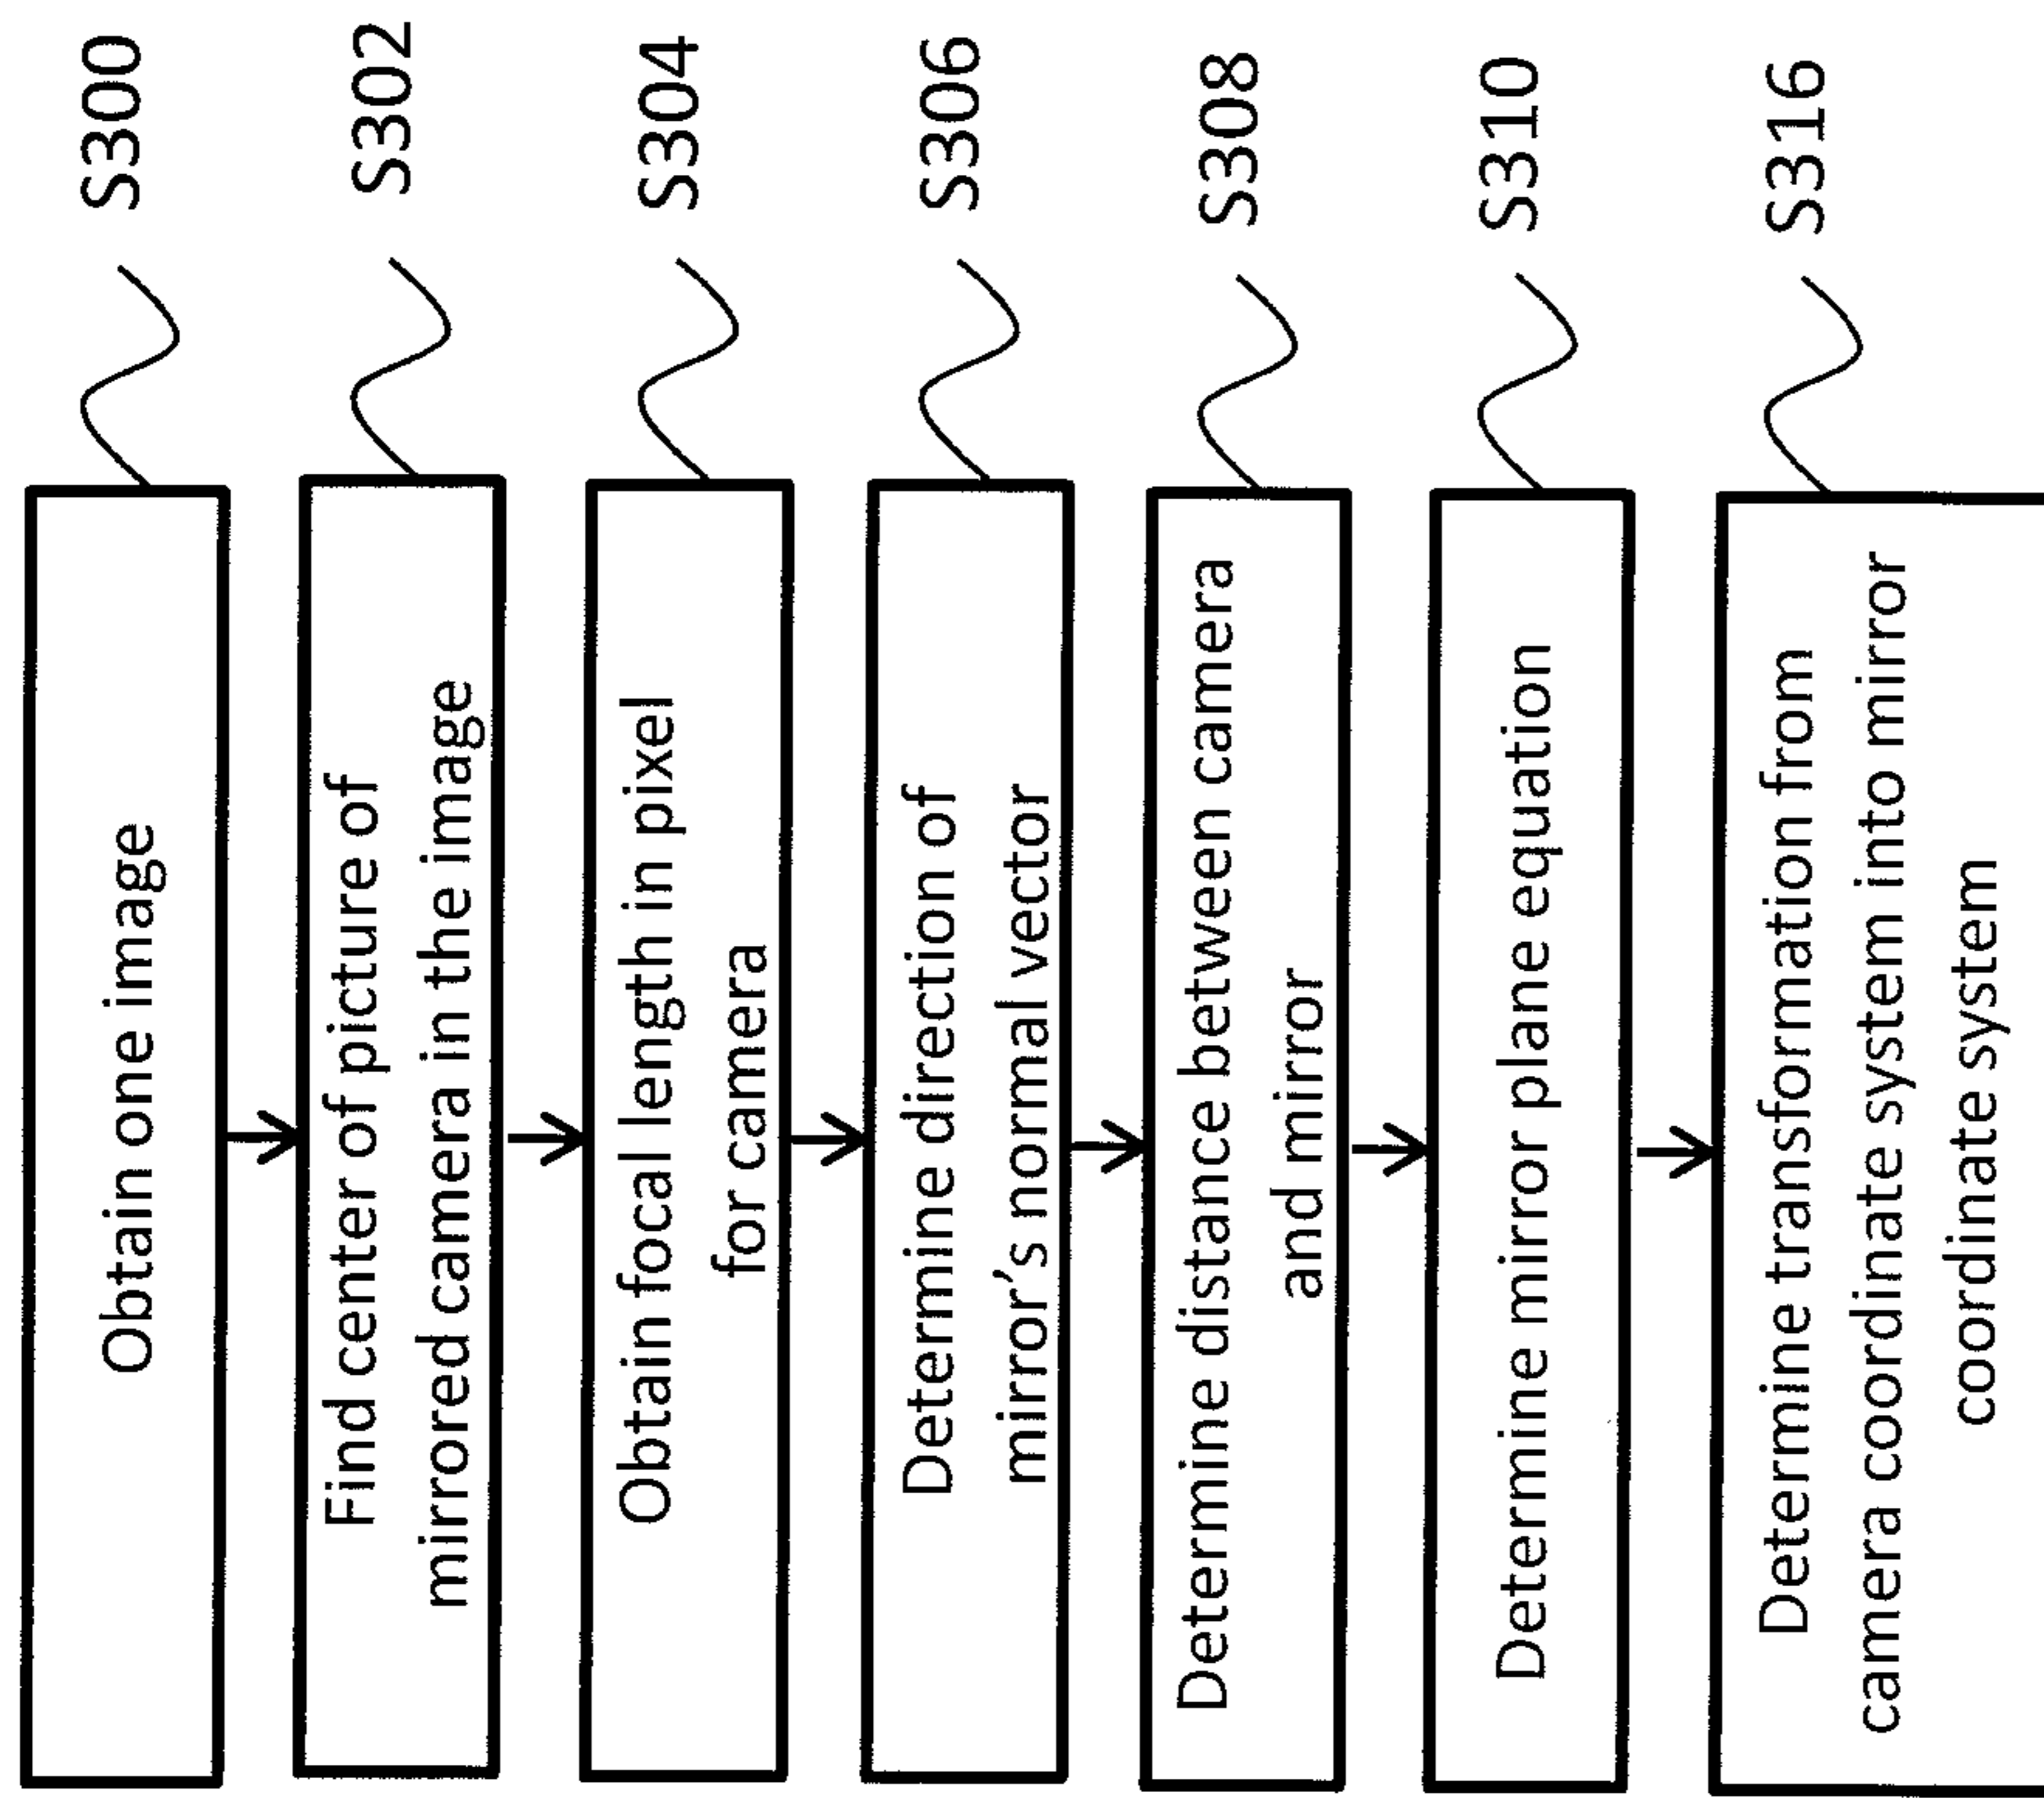 Obtain one image
S300
Find center of picture of
mirrored camera in the image
S302
Obtain focal length in pixel
for camera
S304
Determine direction of
mirror's normal vector
S306
Determine distance between camera
and mirror
S308
Determine mirror plane equation
S310
Determine transformation from
camera coordinate system into mirror
coordinate system
S316